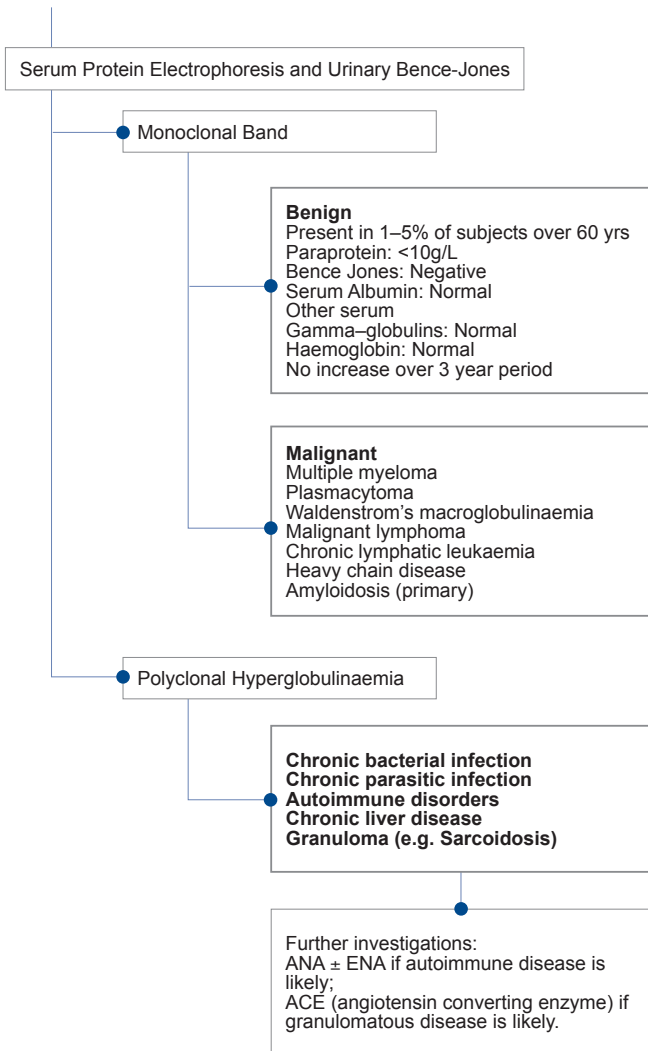 Serum Protein Electrophoresis and Urinary Bence-Jones
Monoclonal Band
Benign
Present in 1–5% of subjects over 60 yrs
Paraprotein: <10g/L
Bence Jones: Negative
Serum Albumin: Normal
Other serum
Gamma–globulins: Normal
Haemoglobin: Normal
No increase over 3 year period
Malignant
Multiple myeloma
Plasmacytoma
Waldenstrom's macroglobulinaemia
Malignant lymphoma
Chronic lymphatic leukaemia
Heavy chain disease
Amyloidosis (primary)
Polyclonal Hyperglobulinaemia
Chronic bacterial infection
Chronic parasitic infection
Autoimmune disorders
Chronic liver disease
Granuloma (e.g. Sarcoidosis)
Further investigations:
ANA ± ENA if autoimmune disease is
likely;
ACE (angiotensin converting enzyme) if
granulomatous disease is likely.